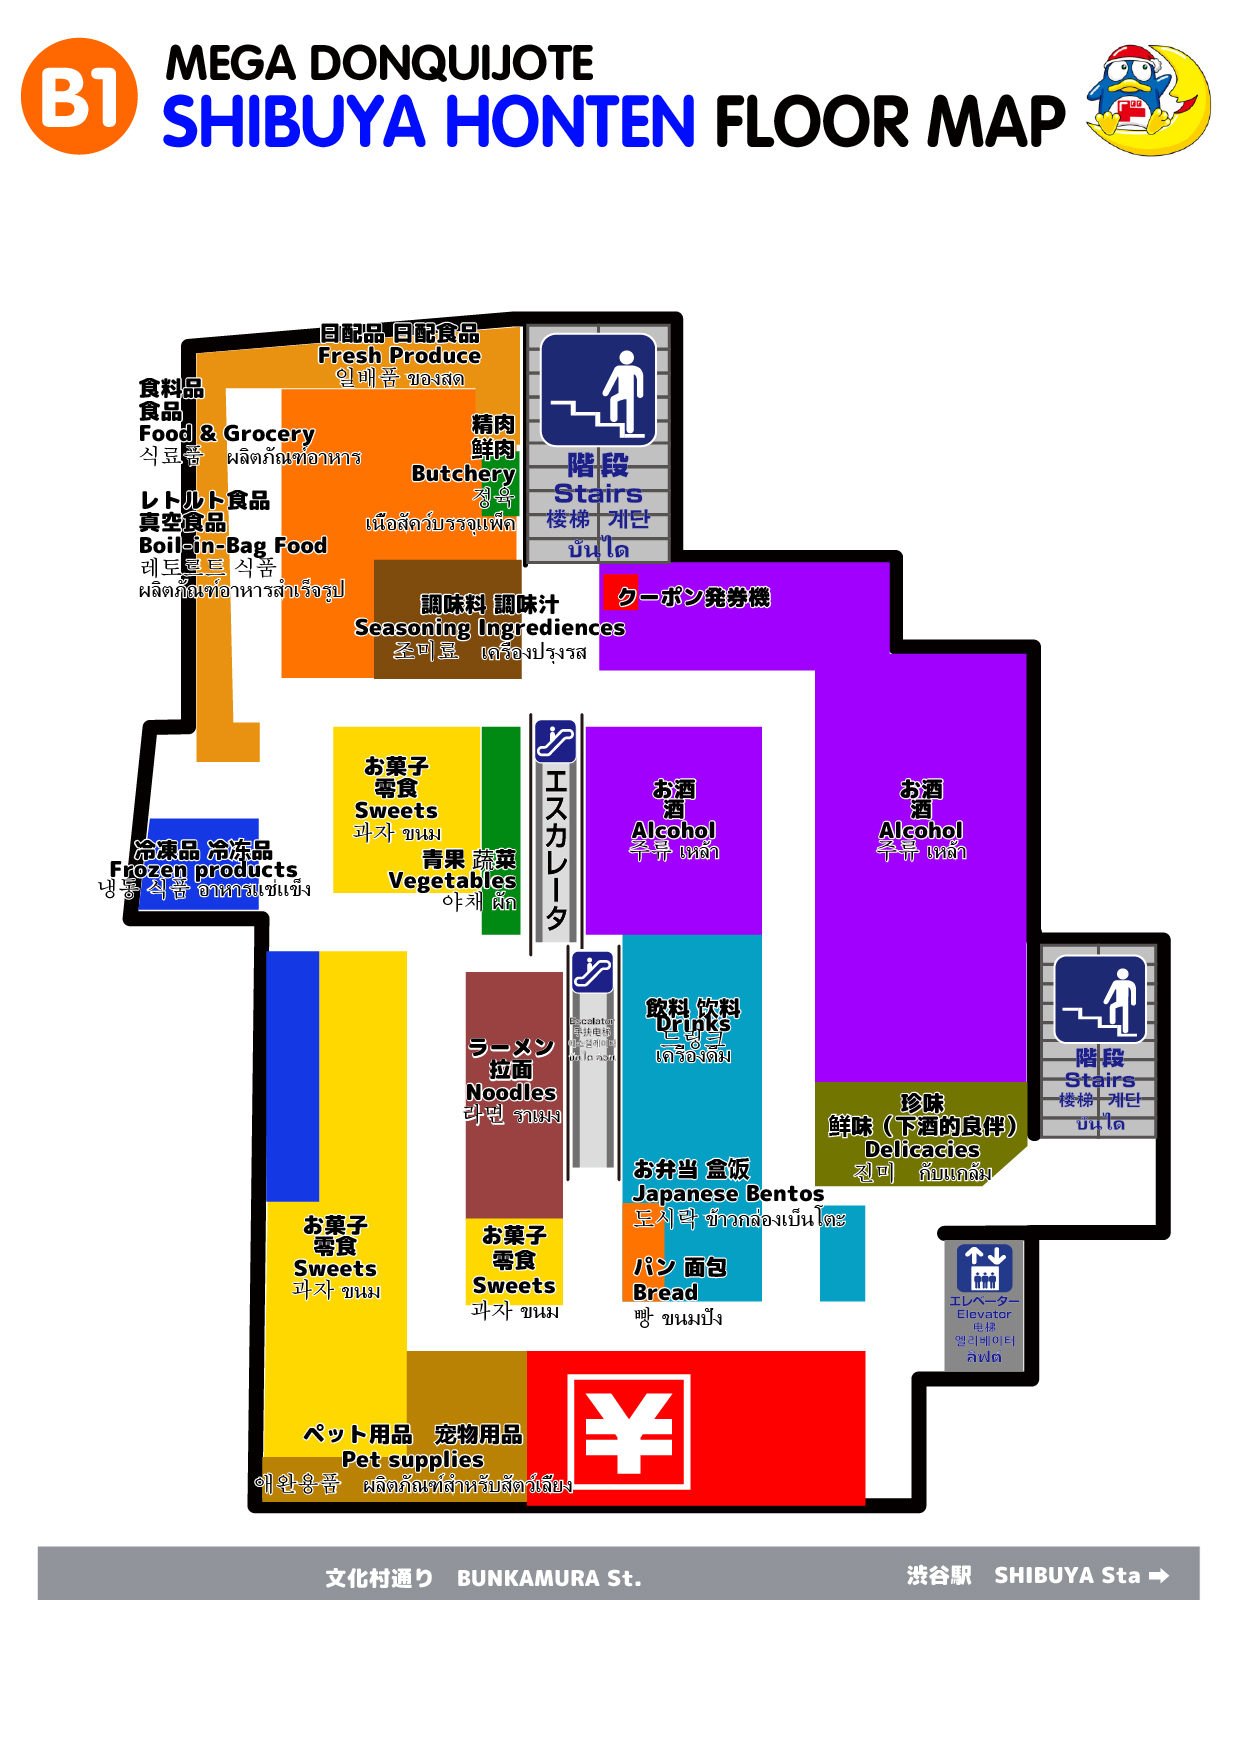 B1
MEGA DONQUIJOTE
SHIBUYA HONTEN FLOOR MAP
日配品 日配食品
Fresh Produce
일배품 ของสด
食料品
食品
Food & Grocery
식료품 ผลิตภัณฑ์อาหาร
レトルト食品
真空食品
Boil-in-Bag Food
레토르트 식품
ผลิตภัณฑ์อาหารสำเร็จรูป
精肉
鲜肉
Butchery
정육
เนื้อสัตว์บรรจุแพ็ค
階段
Stairs
楼梯 계단
บันได
調味料 調味汁
Seasoning Ingrediences
조미료 เครื่องปรุงรส
クーポン発券機
お菓子
零食
Sweets
과자 ขนม
青果 蔬菜
Vegetables
야채 ผัก
エスカレータ
お酒
酒
Alcohol
주류 เหล้า
お酒
酒
Alcohol
주류 เหล้า
冷凍品 冷冻品
Frozen products
냉동 식품 อาหารแช่แข็ง
ラーメン
拉面
Noodles
라면 ราเมง
Escalator
飲料 饮料
Drinks
드링크
เครื่องดื่ม
階段
Stairs
楼梯 계단
บันได
珍味
鲜味（下酒的良伴）
Delicacies
진미 กับแกล้ม
お弁当 盒饭
Japanese Bentos
도시락 ข้าวกล่องเบ็นโตะ
お菓子
零食
Sweets
과자 ขนม
お菓子
零食
Sweets
과자 ขนม
パン 面包
Bread
빵 ขนมปัง
エレベーター
Elevator
电梯
엘리베이터
ลิฟต์
¥
ペット用品 宠物用品
Pet supplies
애완용품 ผลิตภัณฑ์สำหรับสัตว์เลี้ยง
文化村通り BUNKAMURA St.
渋谷駅 SHIBUYA Sta ➡